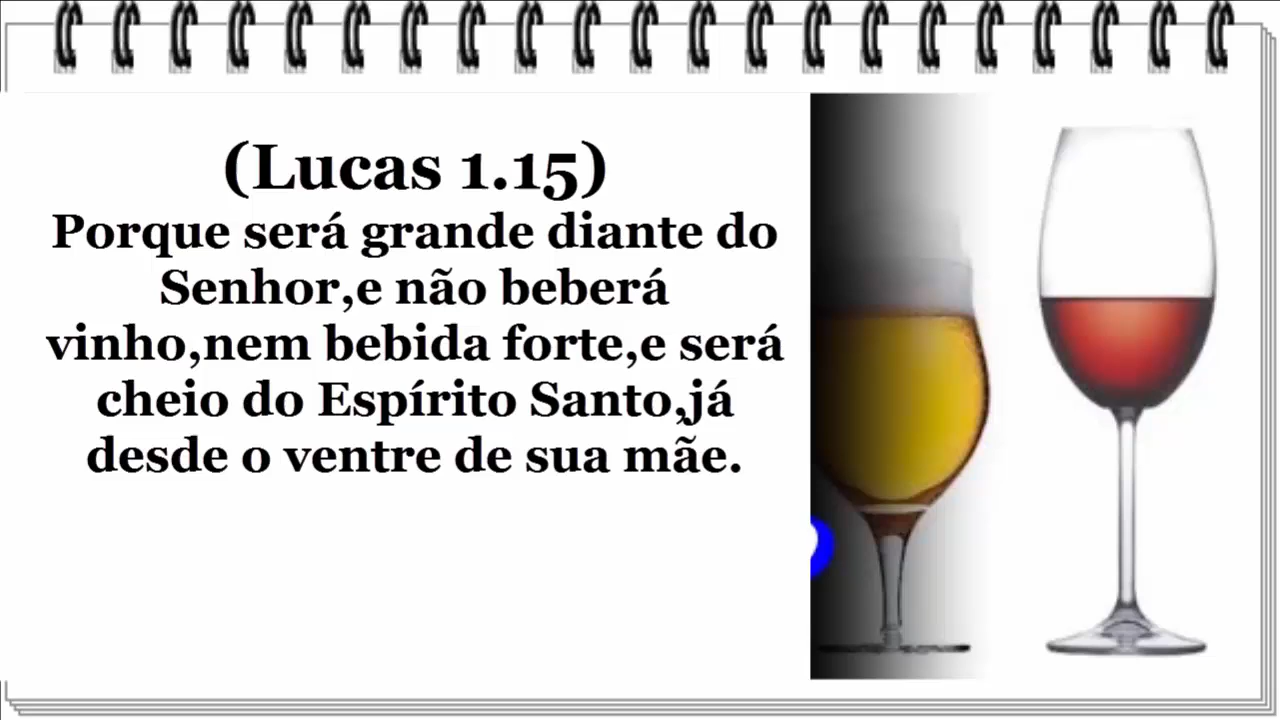 (Lucas 1.15)
Porque será grande diante do
Senhor,e não beberá
vinho,nem bebida forte,e será
cheio do Espírito Santo,já
desde o ventre de sua mãe.